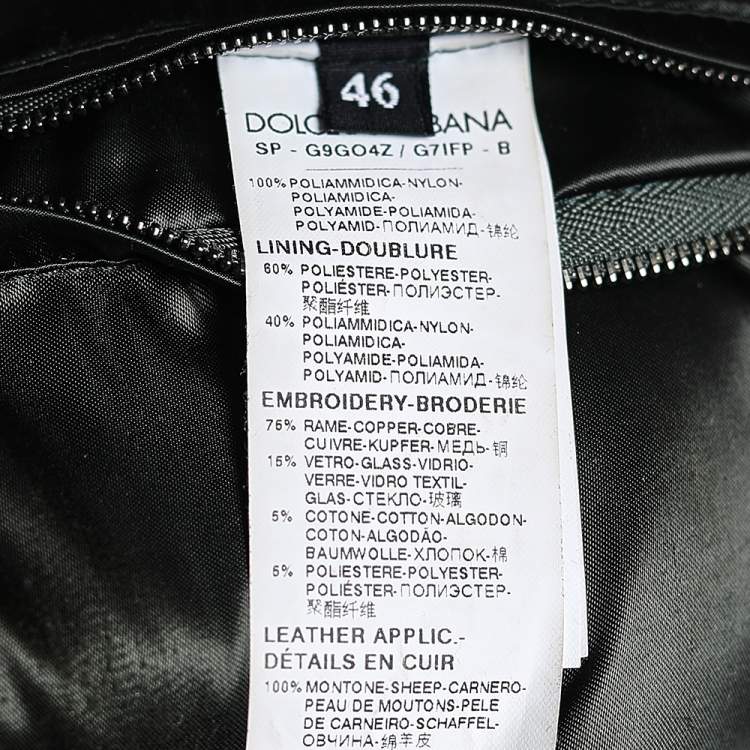 46
DOLC BANA
SP - G9GO4Z / G7IFP - B
100% POLIAMMIDICA-NYLON-
POLIAMIDICA-
POLYAMIDE-POLIAMIDA-
POLYAMID-ПОЛИАМИД-锦纶
LINING-DOUBLURE
60% POLIESTERE-POLYESTER-
POLIÉSTER-ПОЛИЭСТЕР-
聚酯纤维
40% POLIAMMIDICA-NYLON-
POLIAMIDICA-
POLYAMIDE-POLIAMIDA-
POLYAMID-ПОЛИАМИД-锦纶
EMBROIDERY-BRODERIE
75% RAME-COPPER-COBRE-
CUIVRE-KUPFER-МЕДЬ-铜
15% VETRO-GLASS-VIDRIO-
VERRE-VIDRO TEXTIL-
GLAS-СТЕКЛО-玻璃
5% COTONE-COTTON-ALGODON-
COTON-ALGODÃO-
BAUMWOLLE-ХЛОПОК-棉
5% POLIESTERE-POLYESTER-
POLIÉSTER-ПОЛИЭСТЕР-
聚酯纤维
LEATHER APPLIC.-
DÉTAILS EN CUIR
100% MONTONE-SHEEP-CARNERO-
PEAU DE MOUTONS-PELE
DE CARNEIRO-SCHAFFEL-
ОВЧИНА-绵羊皮